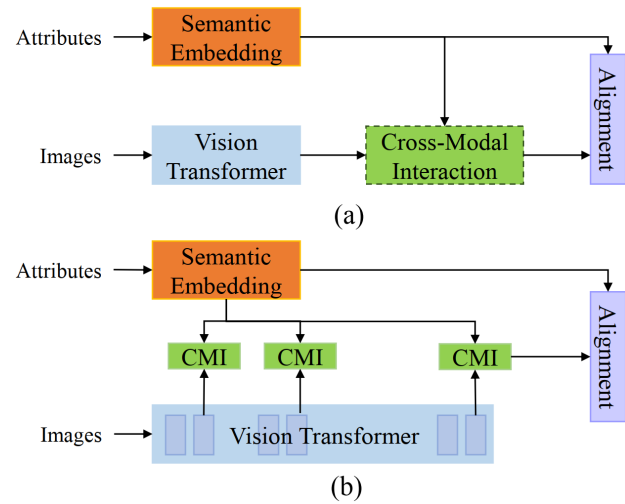 Attributes
Semantic
Embedding
Images
Vision
Transformer
Cross-Modal
Interaction
Alignment
(a)
Attributes
Semantic
Embedding
CMI
CMI
CMI
Alignment
Images
Vision Transformer
(b)